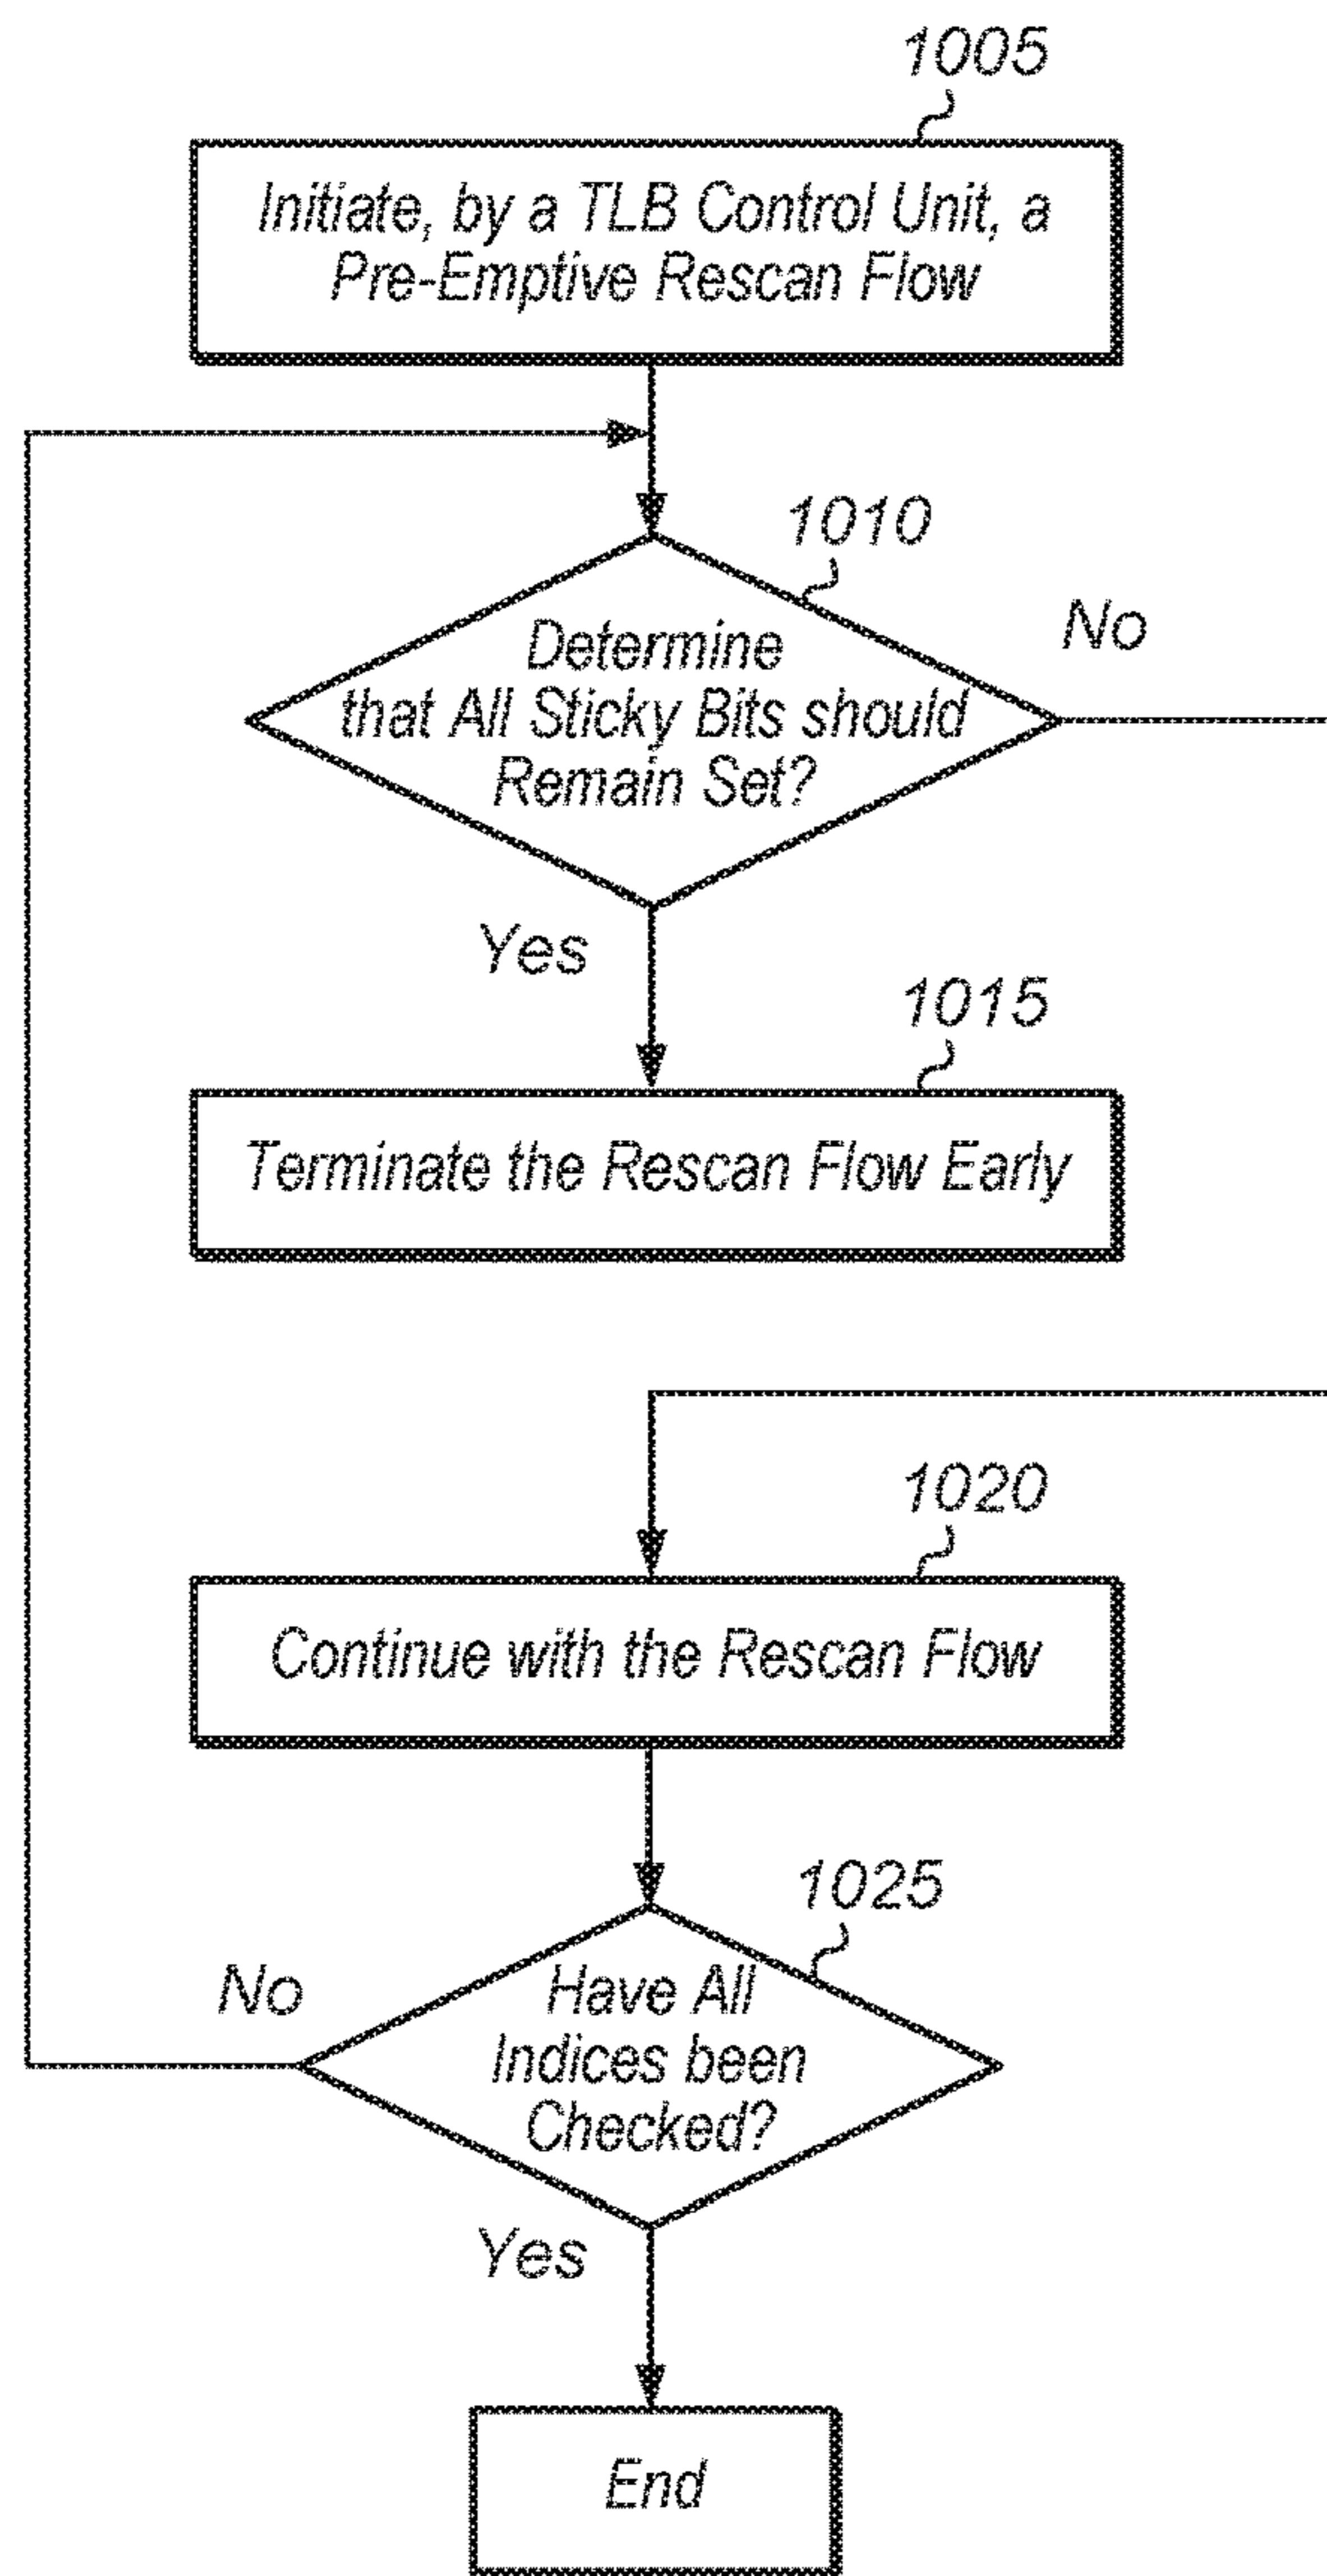 1005
Initiate, by a TLB Control Unit, a
Pre-Emptive Rescan Flow
1010
No
Determine
that All Sticky Bits should
Remain Set?
Yes
1015
Terminate the Rescan Flow Early
1020
Continue with the Rescan Flow
1025
No
Have All
Indices been
Checked?
Yes
End